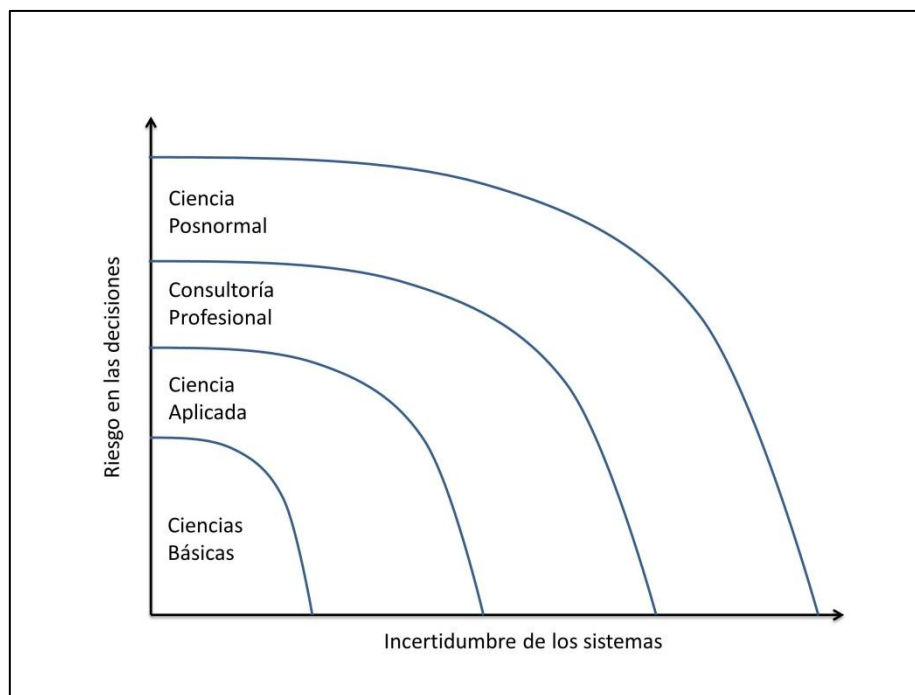 Ciencia
Posnormal
Consultoría
Profesional
Ciencia
Aplicada
Ciencias
Básicas
Riesgo en las decisiones
Incertidumbre de los sistemas